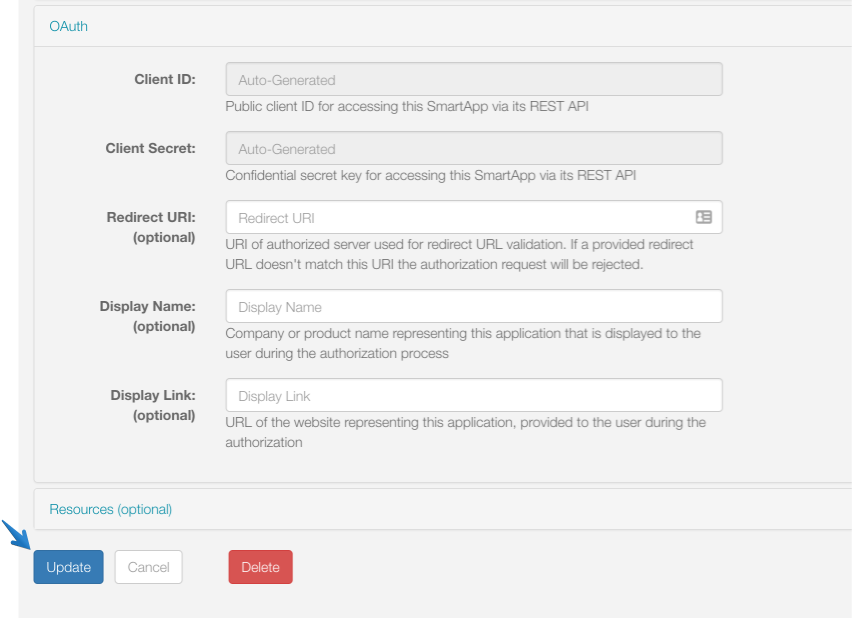 OAuth
Client ID:
Auto-Generated
Public client ID for accessing this SmartApp via its REST API
Client Secret:
Auto-Generated
Confidential secret key for accessing this SmartApp via its REST API
Redirect URI:
(optional)
Redirect URI
URI of authorized server used for redirect URL validation. If a provided redirect
URL doesn't match this URI the authorization request will be rejected.
Display Name:
(optional)
Display Name
Company or product name representing this application that is displayed to the
user during the authorization process
Display Link:
(optional)
Display Link
URL of the website representing this application, provided to the user during the
authorization
Resources (optional)
Update
Cancel
Delete